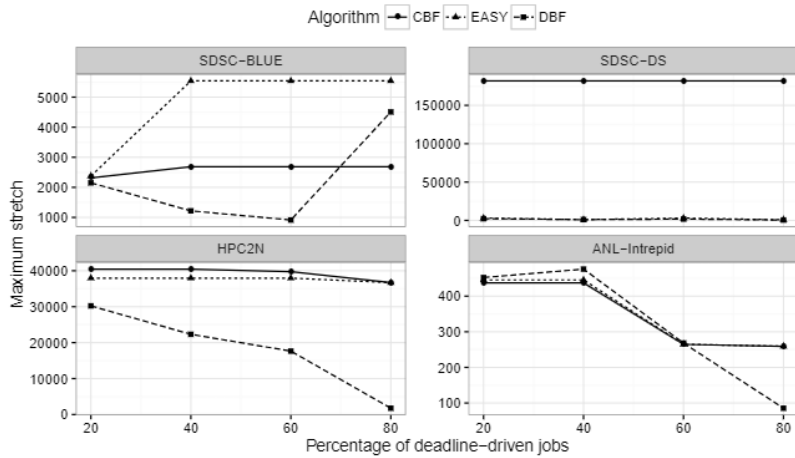 Algorithm CBF EASY DBF
SDSC−BLUE
SDSC−DS
5000
4000
3000
2000
1000
150000
100000
50000
0
Maximum stretch
HPC2N
ANL−Intrepid
40000
30000
20000
10000
0
400
300
200
100
20 40 60 80
20 40 60 80
Percentage of deadline−driven jobs